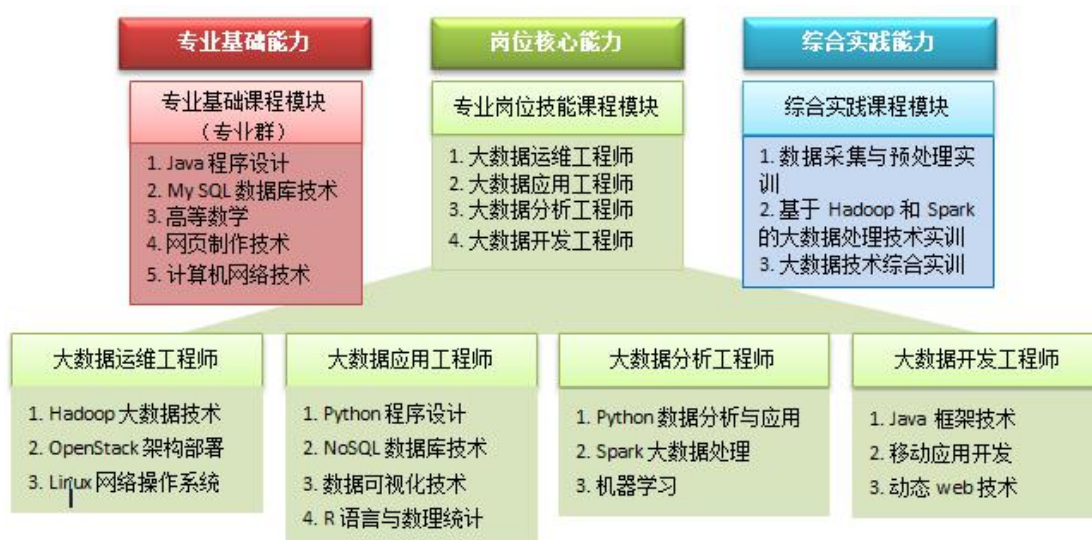 专业基础能力
岗位核心能力
综合实践能力
专业基础课程模块
（专业群）
1. Java 程序设计
2. My SQL 数据库技术
3. 高等数学
4. 网页制作技术
5. 计算机网络技术
专业岗位技能课程模块
1. 大数据运维工程师
2. 大数据应用工程师
3. 大数据分析工程师
4. 大数据开发工程师
综合实践课程模块
1. 数据采集与预处理实
训
2. 基于 Hadoop 和 Spark
的大数据处理技术实训
3. 大数据技术综合实训
大数据运维工程师
1. Hadoop 大数据技术
2. OpenStack 架构部署
3. Linux 网络操作系统
大数据应用工程师
1. Python 程序设计
2. NoSQL 数据库技术
3. 数据可视化技术
4. R 语言与数理统计
大数据分析工程师
1. Python 数据分析与应用
2. Spark 大数据处理
3. 机器学习
大数据开发工程师
1. Java 框架技术
2. 移动应用开发
3. 动态 web 技术